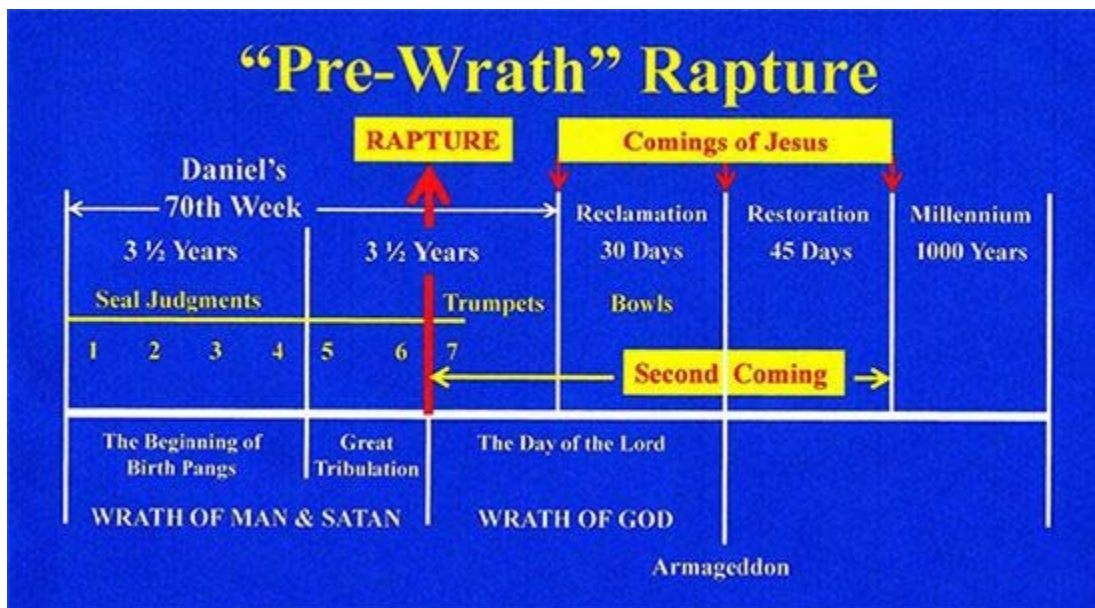 “Pre-Wrath” Rapture
RAPTURE
Comings of Jesus
Daniel’s
70th Week
Reclamation
Restoration
Millennium
3 ½ Years
3 ½ Years
30 Days
45 Days
1000 Years
Seal Judgments
Trumpets
Bowls
1 2 3 4 5 6 7
Second Coming
The Beginning of
Birth Pangs
Great
Tribulation
The Day of the Lord
WRATH OF MAN & SATAN
WRATH OF GOD
Armageddon